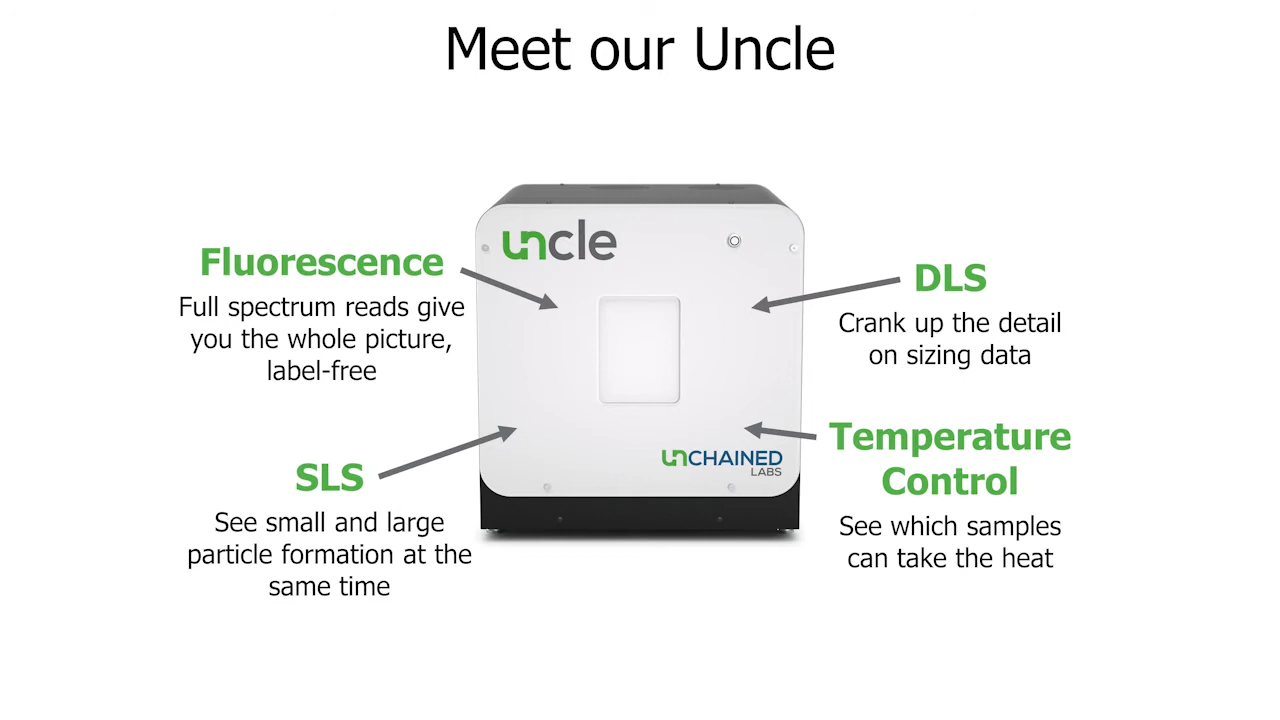 Meet our Uncle
uncle
Fluorescence
Full spectrum reads give
you the whole picture,
label-free
DLS
Crank up the detail
on sizing data
SLS
See small and large
particle formation at the
same time
Temperature
Control
See which samples
can take the heat
UNCHAINED
LABS